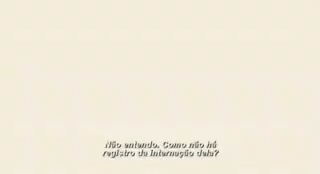 Não entendo. Como não há
registro da internação dela?